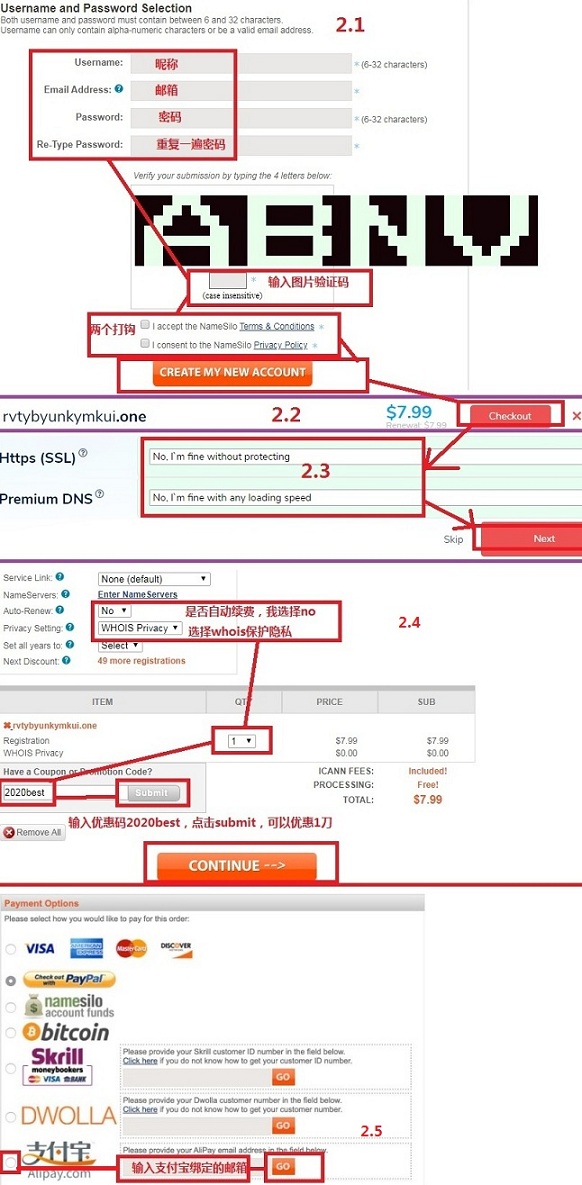 Username and Password Selection
Both username and password must contain between 6 and 32 characters.
Username can only contain alpha-numeric characters or be a valid email address.
2.1
Username: 昵称 * (6-32 characters)
Email Address: ? 邮箱 *
Password: 密码 * (6-32 characters)
Re-Type Password: 重复一遍密码 *
Verify your submission by typing the 4 letters below:
ABNV
* 输入图片验证码
(case insensitive)
两个打钩 I accept the NameSilo Terms & Conditions *
I consent to the NameSilo Privacy Policy *
CREATE MY NEW ACCOUNT
rvtybyunkymkui.one 2.2 $7.99 Checkout ×
Renewal: $7.99
Https (SSL) ? No, I`m fine without protecting
2.3
Premium DNS ? No, I`m fine with any loading speed
Skip Next
Service Link: ? None (default)
NameServers: ? Enter NameServers
Auto-Renew: ? No 是否自动续费，我选择no
2.4
Privacy Setting: ? WHOIS Privacy 选择whois保护隐私
Set all years to: ? Select
Next Discount: ? 49 more registrations
ITEM QTY PRICE SUB
rvtybyunkymkui.one
Registration 1 $7.99 $7.99
WHOIS Privacy $0.00 $0.00
Have a Coupon or Promotion Code? ICANN FEES: Included!
PROCESSING: Free!
2020best Submit TOTAL: $7.99
输入优惠码2020best，点击submit，可以优惠1刀
Remove All
CONTINUE -->
Payment Options
Please select how you would like to pay for this order:
VISA AMERICAN EXPRESS MasterCard DISCOVER
Check out with PayPal
namesilo
account funds
bitcoin
Skrill
moneybookers
VISA BANK
Please provide your Skrill customer ID number in the field below.
Click here if you do not know how to get your customer ID number.
GO
DWOLLA
Please provide your Dwolla customer number in the field below.
Click here if you do not know how to get your customer number.
GO
2.5
支付宝
Alipay.com
Please provide your AliPay email address in the field below.
输入支付宝绑定的邮箱 GO